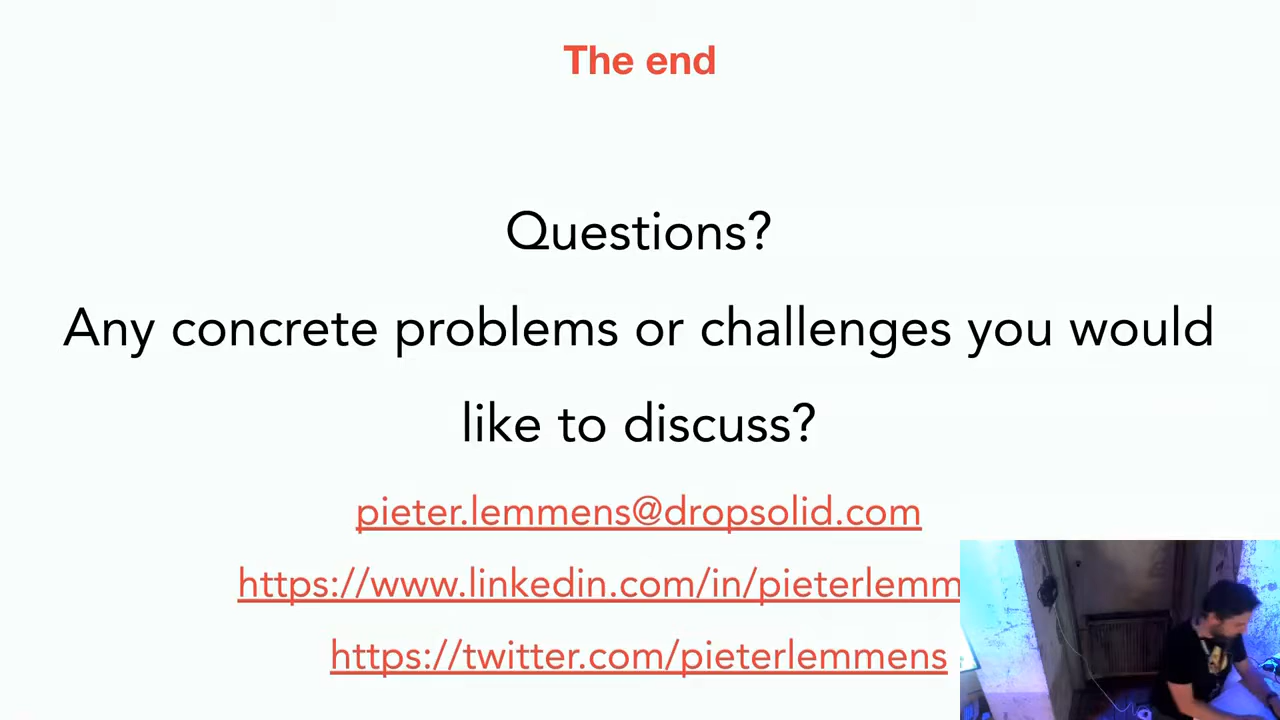 The end
Questions?
Any concrete problems or challenges you would
like to discuss?
pieter.lemmens@dropsolid.com
https://www.linkedin.com/in/pieterlemm
https://twitter.com/pieterlemmens